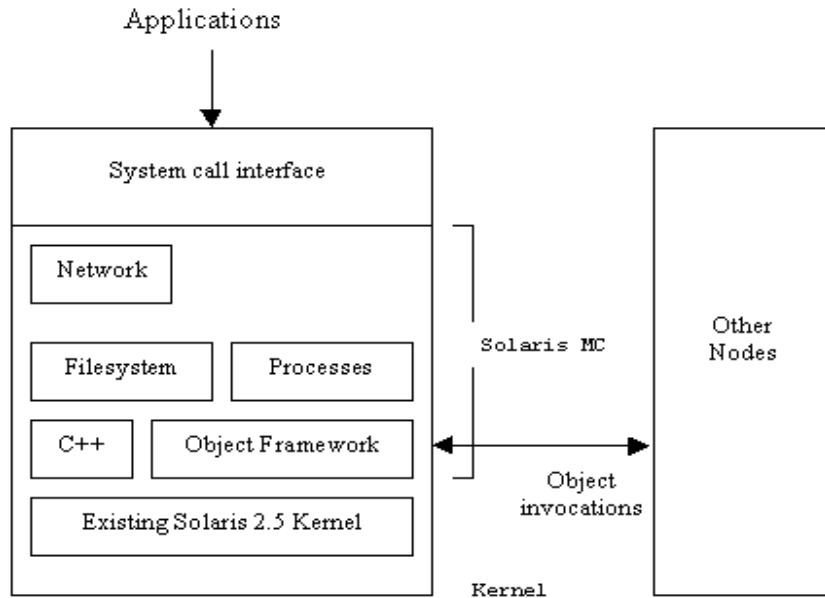 Applications
System call interface
Network
Filesystem
Processes
C++
Object Framework
Existing Solaris 2.5 Kernel
Solaris MC
Other
Nodes
Object
invocations
Kernel